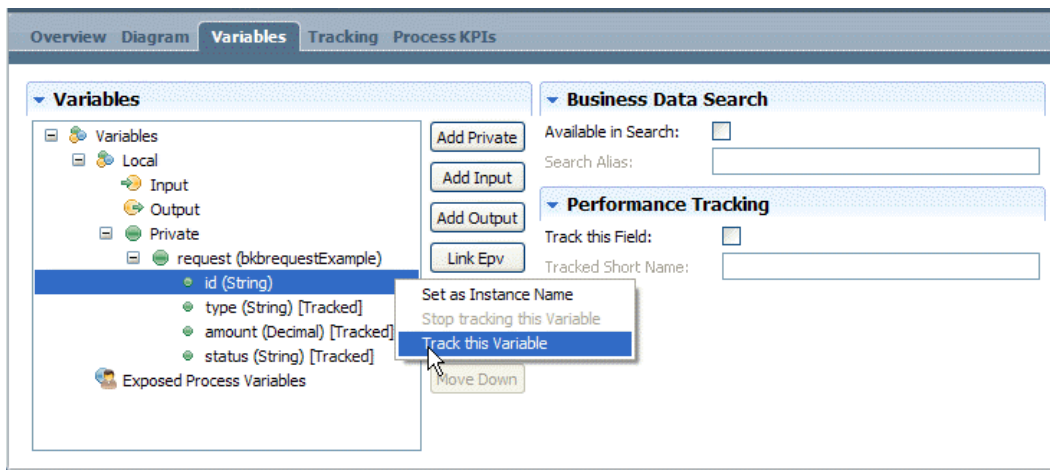 Overview Diagram Variables Tracking Process KPIs
Variables
Variables
Local
Input
Output
Private
request (bkbrequestExample)
id (String)
type (String) [Tracked]
amount (Decimal) [Tracked]
status (String) [Tracked]
Exposed Process Variables
Add Private
Add Input
Add Output
Link Epv
Set as Instance Name
Stop tracking this Variable
Track this Variable
Move Down
Business Data Search
Available in Search:
Search Alias:
Performance Tracking
Track this Field:
Tracked Short Name: